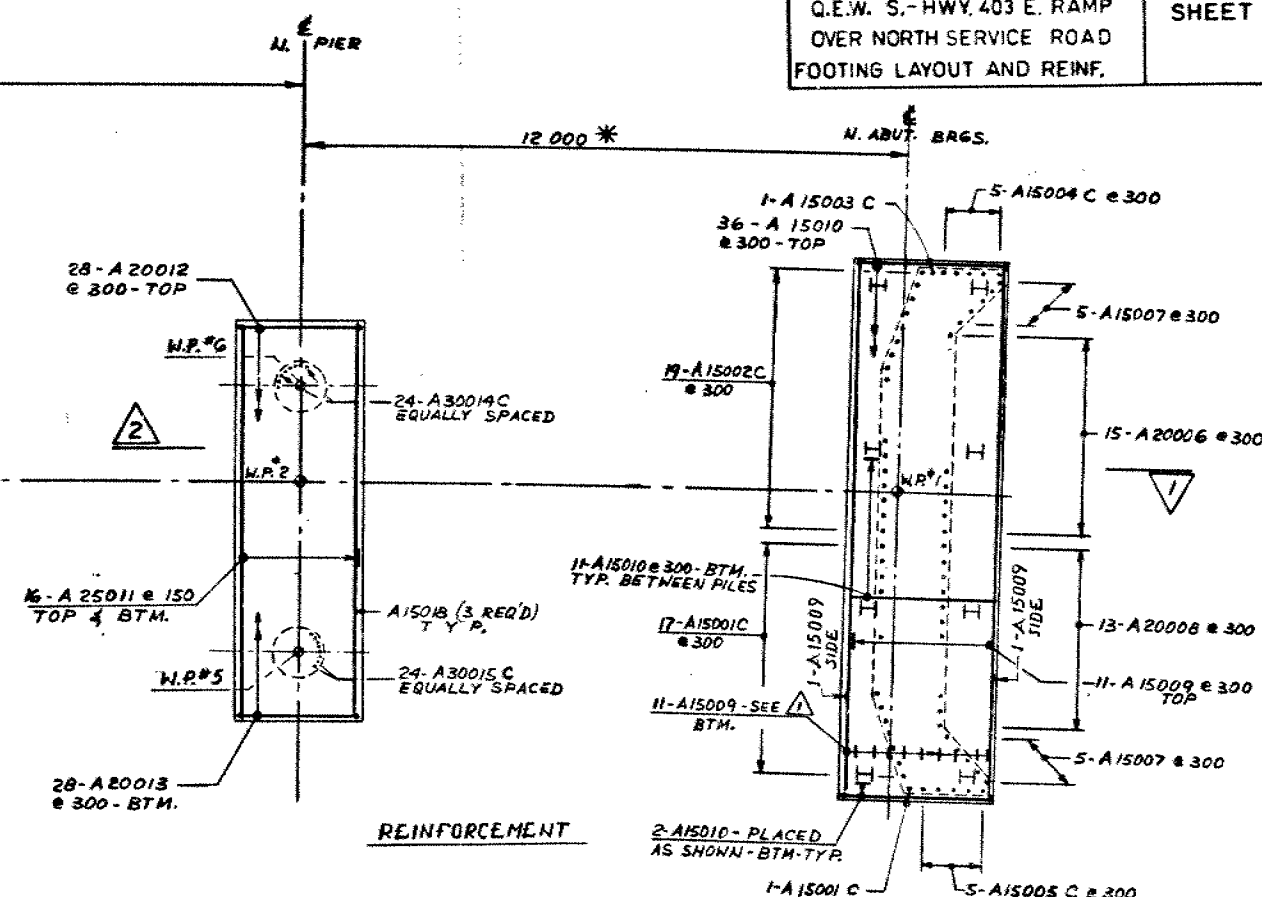 Q.E.W. S.-HWY. 403 E. RAMP
OVER NORTH SERVICE ROAD
FOOTING LAYOUT AND REINF.
SHEET
℄
N. PIER
12 000 *
℄
N. ABUT. BRGS.
1-A 15003 C
5-A15004 C @ 300
36-A 15010
@ 300-TOP
28-A 20012
@ 300-TOP
5-A15007 @ 300
W.P.#6
19-A15002C
@ 300
24-A30014C
EQUALLY SPACED
2
15-A20006 @ 300
W.P.#2
W.P.#1
1
11-A15010 @ 300-BTM.
TYP. BETWEEN PILES
16-A 25011 @ 150
TOP & BTM.
A15018 (3 REQ'D)
TYP.
1-A15009
SIDE
1-A15009
SIDE
17-A15001C
@ 300
13-A20008 @ 300
W.P.#5
24-A30015 C
EQUALLY SPACED
11-A15009 @ 300
TOP
11-A15009-SEE 1
BTM.
5-A15007 @ 300
28-A20013
@ 300-BTM.
REINFORCEMENT
2-A15010-PLACED
AS SHOWN-BTM-TYP.
1-A15001 C
5-A15005 C @ 300